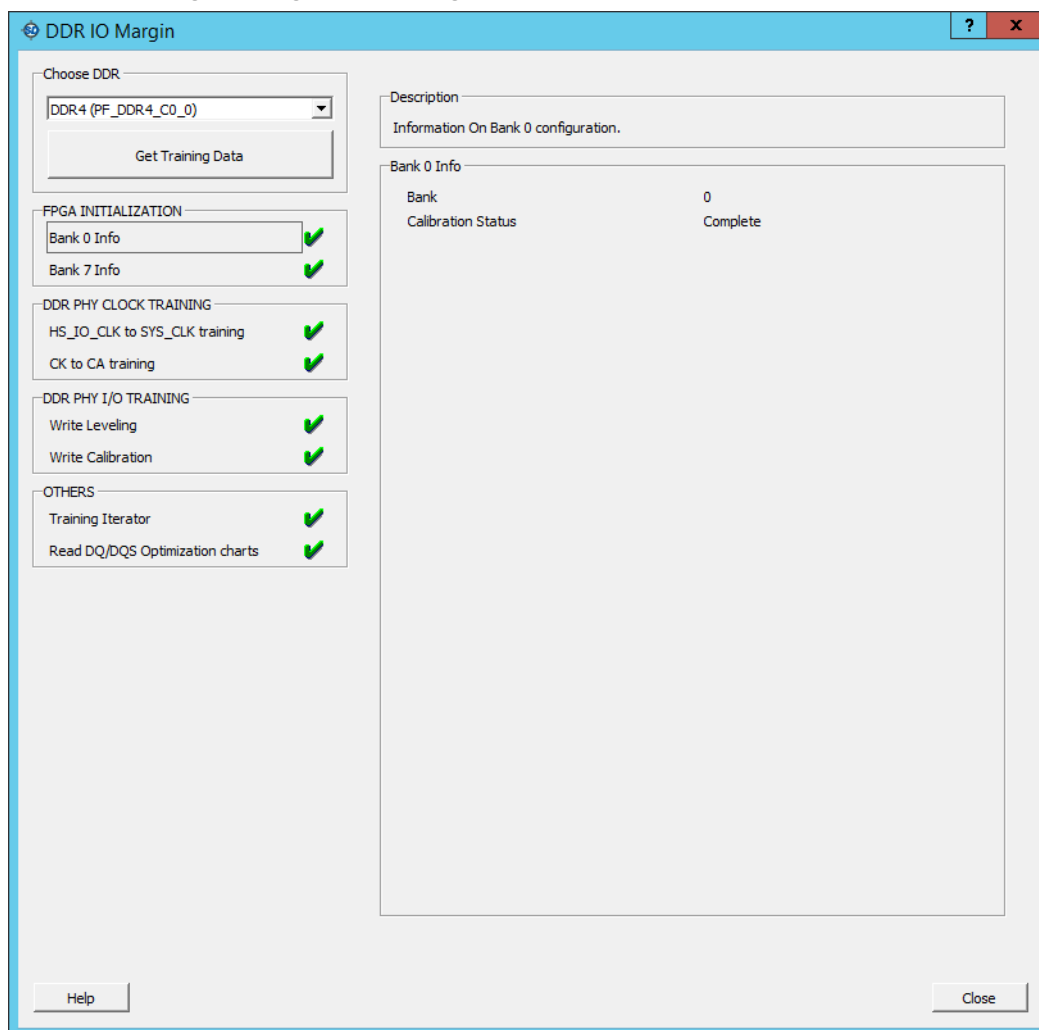 DDR IO Margin
? x
Choose DDR
DDR4 (PF_DDR4_C0_0)
Get Training Data
FPGA INITIALIZATION
Bank 0 Info
Bank 7 Info
DDR PHY CLOCK TRAINING
HS_IO_CLK to SYS_CLK training
CK to CA training
DDR PHY I/O TRAINING
Write Leveling
Write Calibration
OTHERS
Training Iterator
Read DQ/DQS Optimization charts
Description
Information On Bank 0 configuration.
Bank 0 Info
Bank 0
Calibration Status Complete
Help
Close